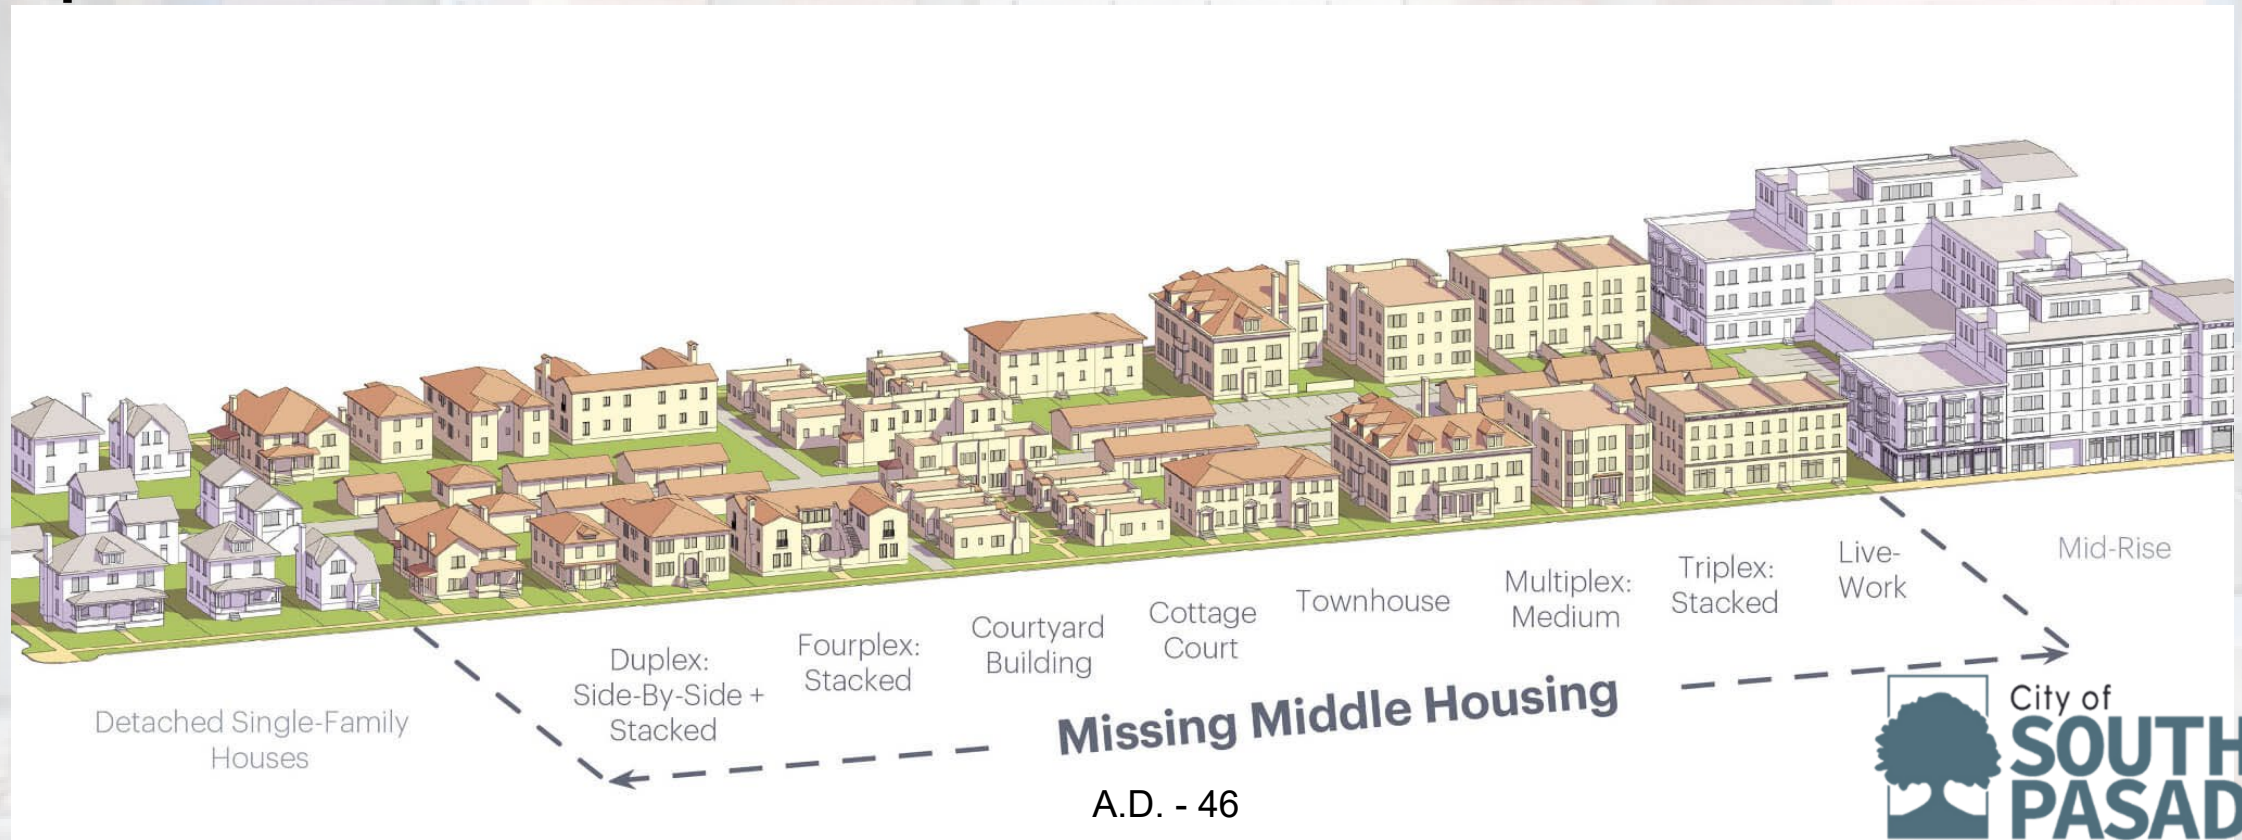 Detached Single-Family
Houses
Duplex:
Side-By-Side +
Stacked
Fourplex:
Stacked
Courtyard
Building
Cottage
Court
Townhouse
Multiplex:
Medium
Triplex:
Stacked
Live-
Work
Mid-Rise
Missing Middle Housing
A.D. - 46
City of
SOUTH
PASAD